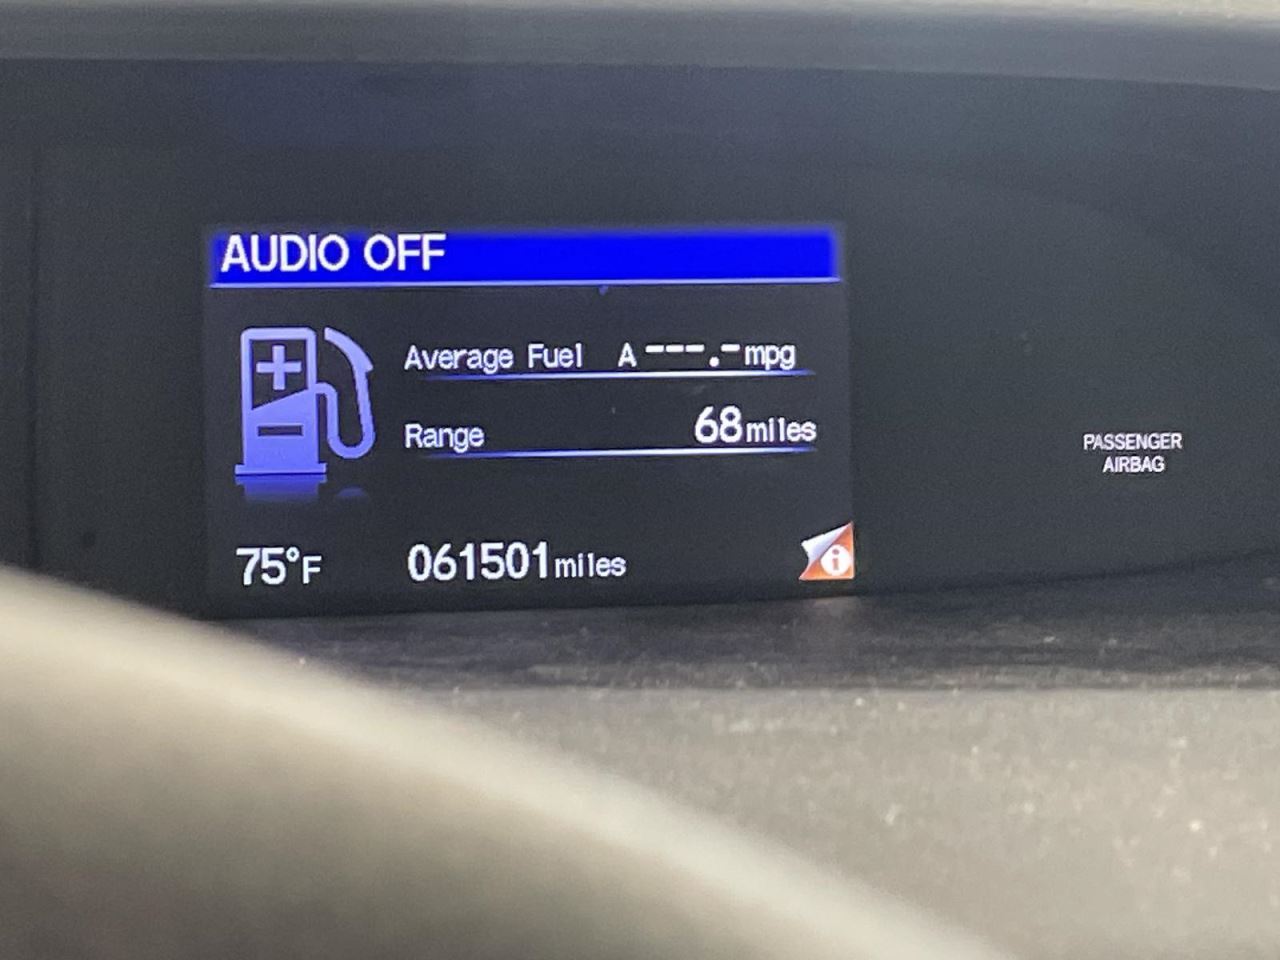 AUDIO OFF
Average Fuel A ---.- mpg
Range 68 miles
75°F 061501 miles
i
PASSENGER
AIRBAG